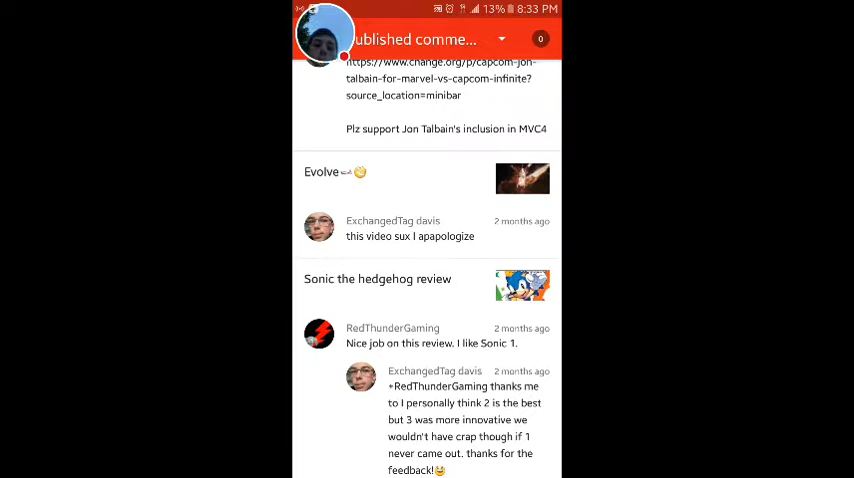 13% 8:33 PM
ublished comme...
0
https://www.change.org/p/capcom-jon-
talbain-for-marvel-vs-capcom-infinite?
source_location=minibar
Plz support Jon Talbain's inclusion in MVC4
Evolve
ExchangedTag davis 2 months ago
this video sux I apapologize
Sonic the hedgehog review
RedThunderGaming 2 months ago
Nice job on this review. I like Sonic 1.
ExchangedTag davis 2 months ago
+RedThunderGaming thanks me
to I personally think 2 is the best
but 3 was more innovative we
wouldn't have crap though if 1
never came out. thanks for the
feedback!😆